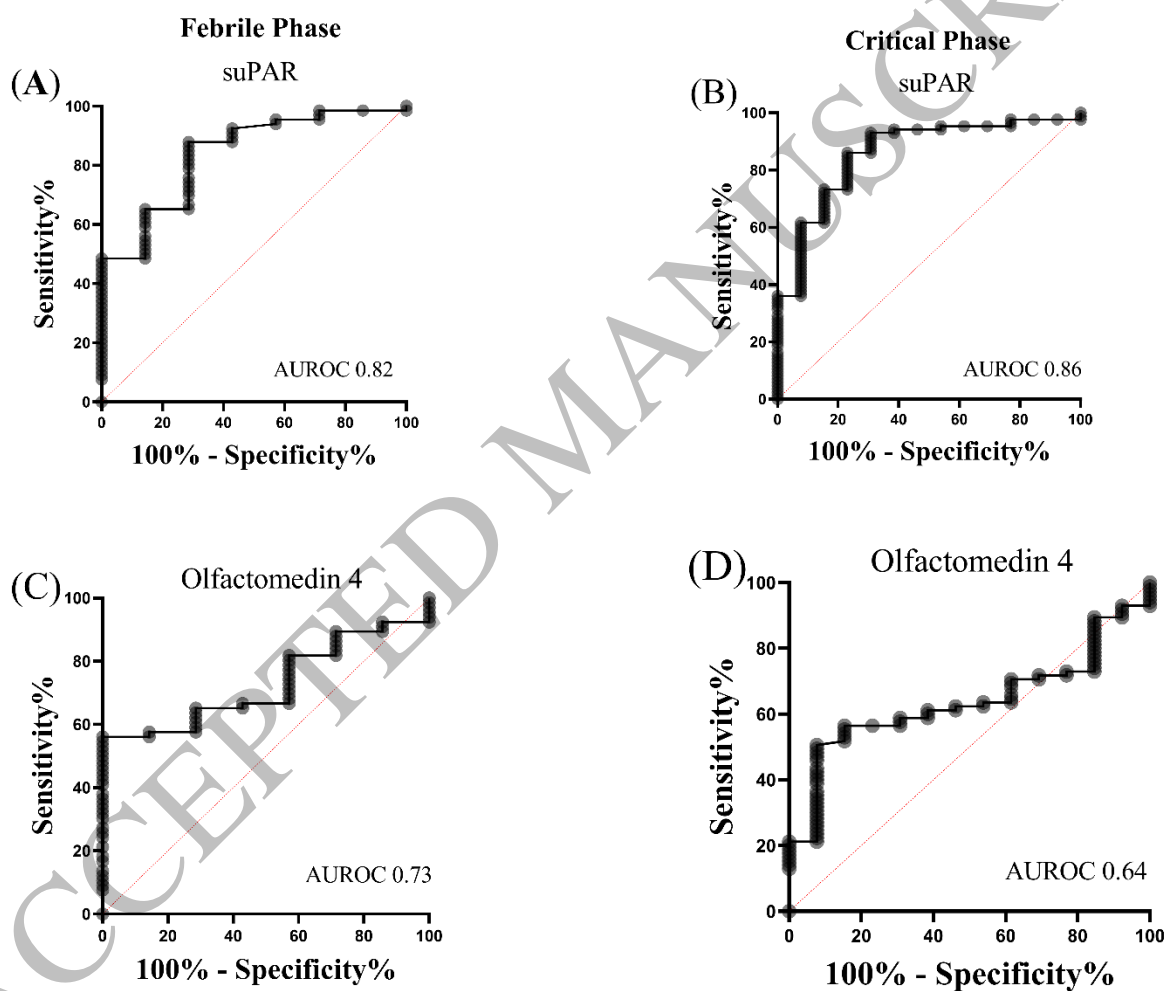 Febrile Phase
suPAR
(A)
100
80
60
40
20
0
Sensitivity%
AUROC 0.82
0 20 40 60 80 100
100% - Specificity%
Critical Phase
suPAR
(B)
100
80
60
40
20
0
Sensitivity%
AUROC 0.86
0 20 40 60 80 100
100% - Specificity%
(C)
Olfactomedin 4
100
80
60
40
20
0
Sensitivity%
AUROC 0.73
0 20 40 60 80 100
100% - Specificity%
(D)
Olfactomedin 4
100
80
60
40
20
0
Sensitivity%
AUROC 0.64
0 20 40 60 80 100
100% - Specificity%
CCEPTED MANUSCR